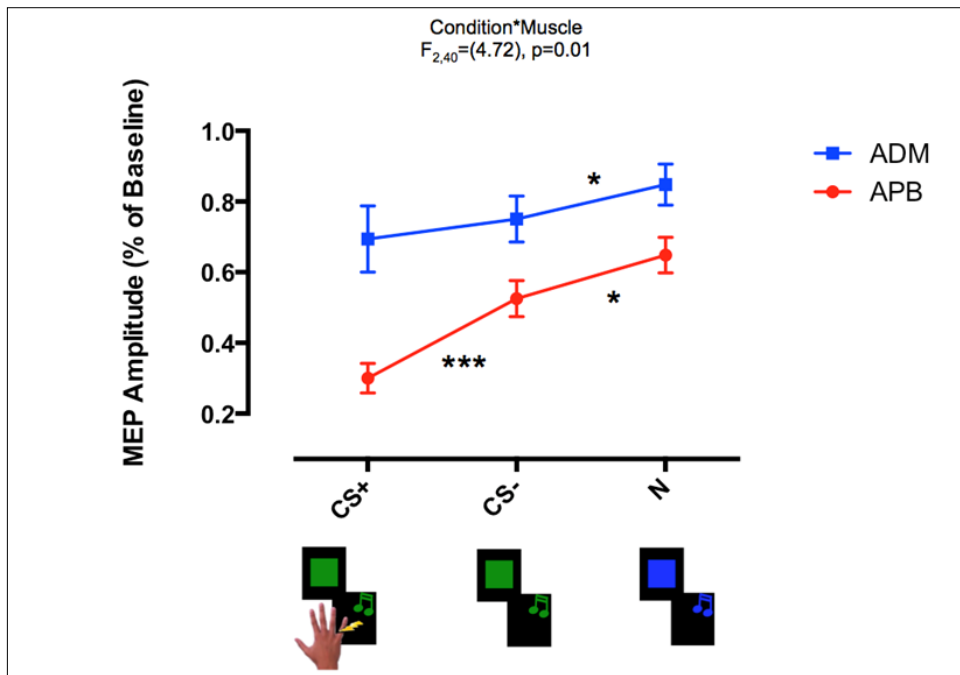 Condition*Muscle
F2,40=(4.72), p=0.01
MEP Amplitude (% of Baseline)
1.0
0.8
0.6
0.4
0.2
*
*
***
ADM
APB
CS+
CS-
N